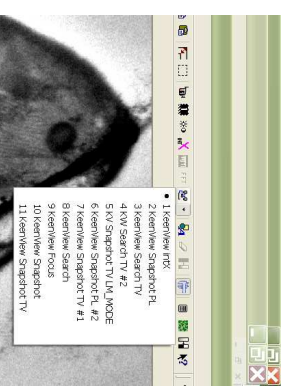 1 KeenView InitX
2 KeenView Snapshot PL
3 KeenView Search TV
4 KV Search TV #2
5 KV Snapshot TV LM_MODE
6 KeenView Snapshot PL #2
7 KeenView Snapshot TV #1
8 KeenView Search
9 KeenView Focus
10 KeenView Snapshot
11 KeenView Snapshot TV